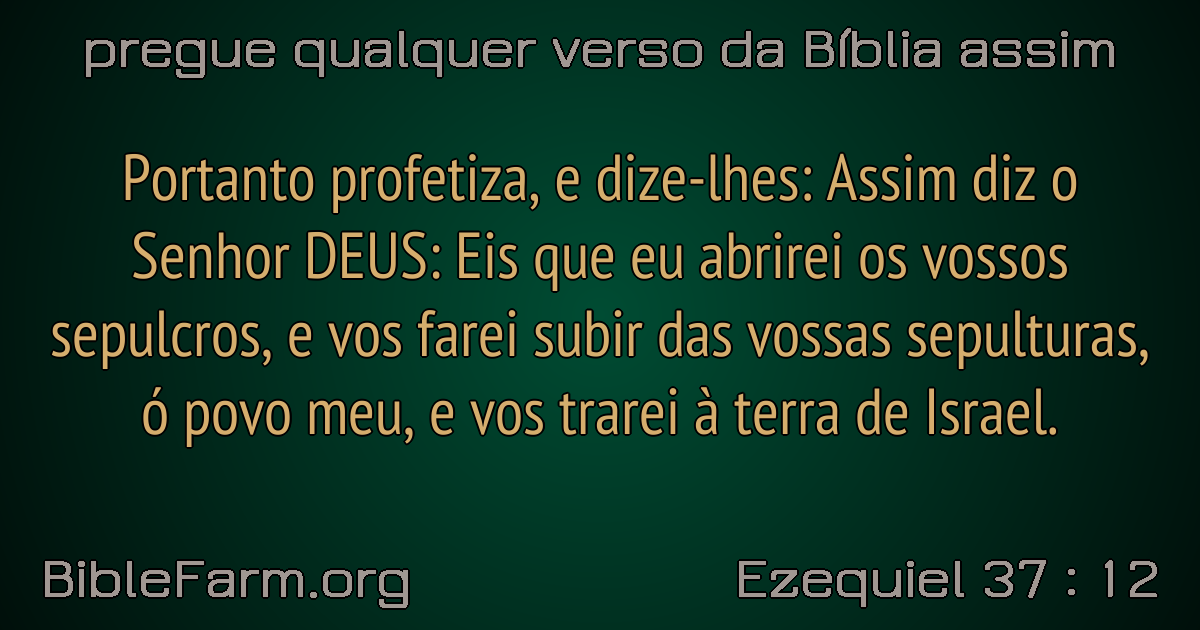 pregue qualquer verso da Bíblia assim
Portanto profetiza, e dize-lhes: Assim diz o
Senhor DEUS: Eis que eu abrirei os vossos
sepulcros, e vos farei subir das vossas sepulturas,
ó povo meu, e vos trarei à terra de Israel.
BibleFarm.org
Ezequiel 37 : 12